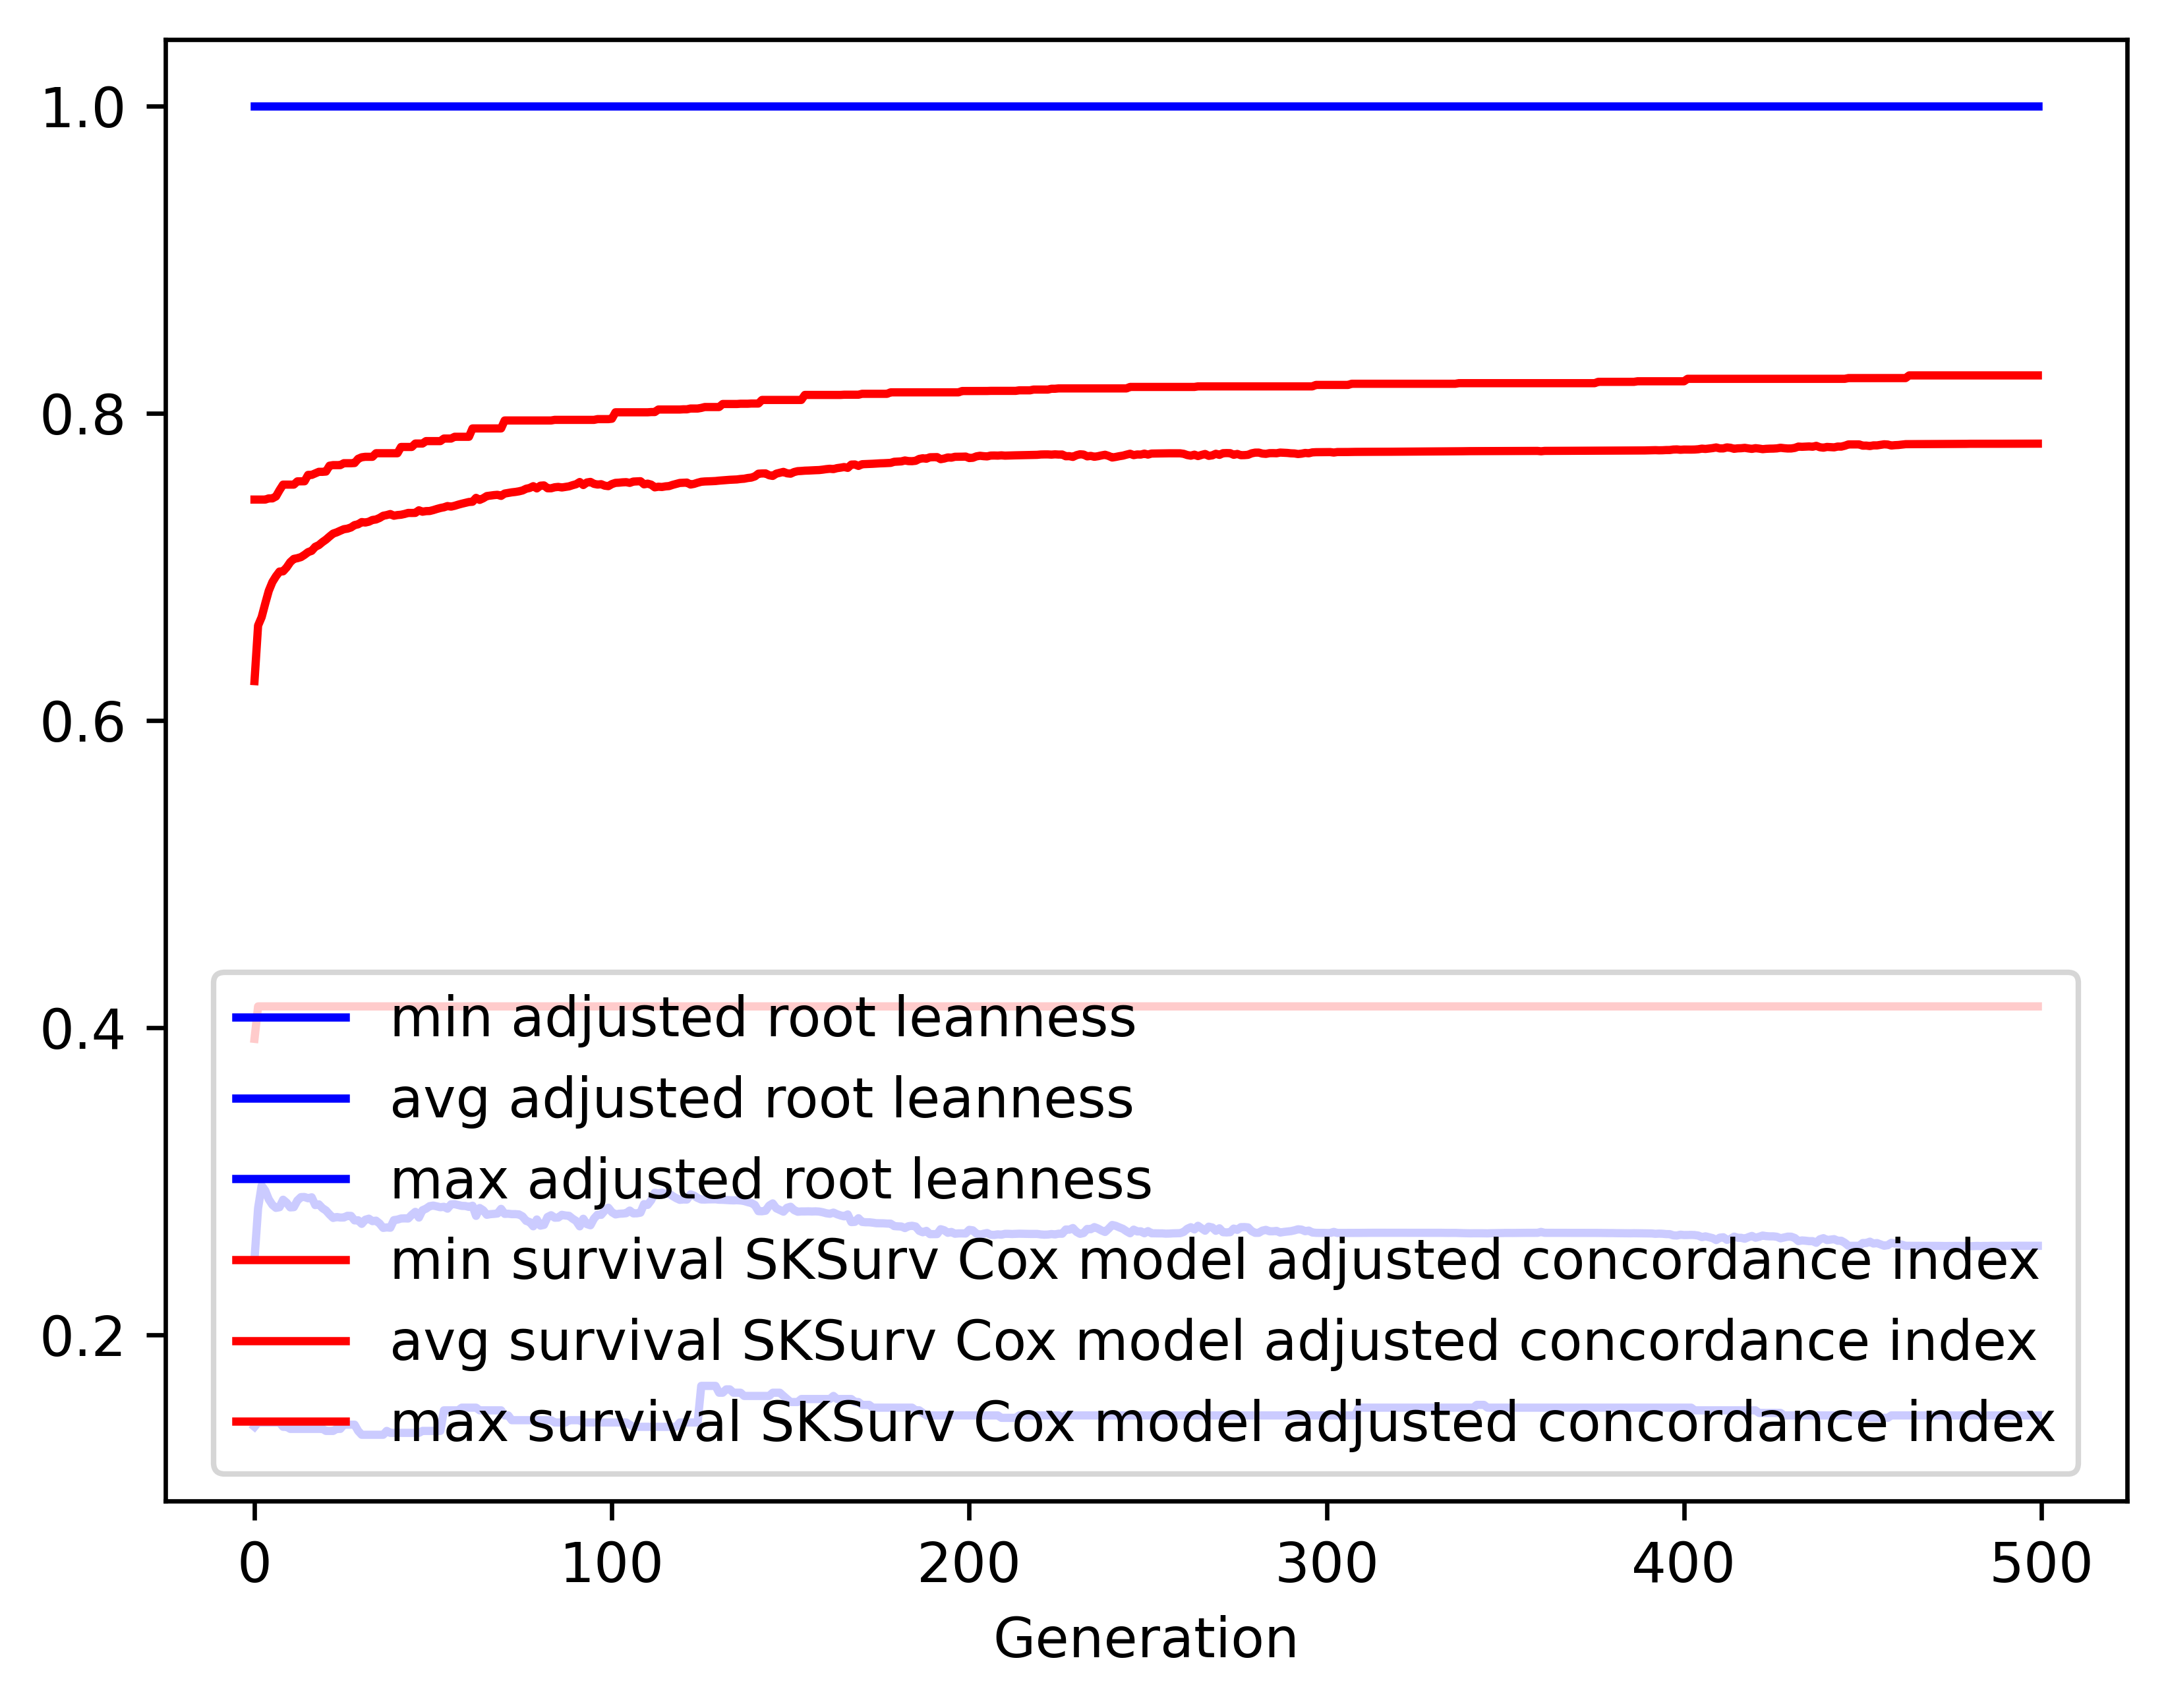 1.0
0.8
0.6
0.4
0.2
min adjusted root leanness
avg adjusted root leanness
max adjusted root leanness
min survival SKSurv Cox model adjusted concordance index
avg survival SKSurv Cox model adjusted concordance index
max survival SKSurv Cox model adjusted concordance index
0 100 200 300 400 500
Generation